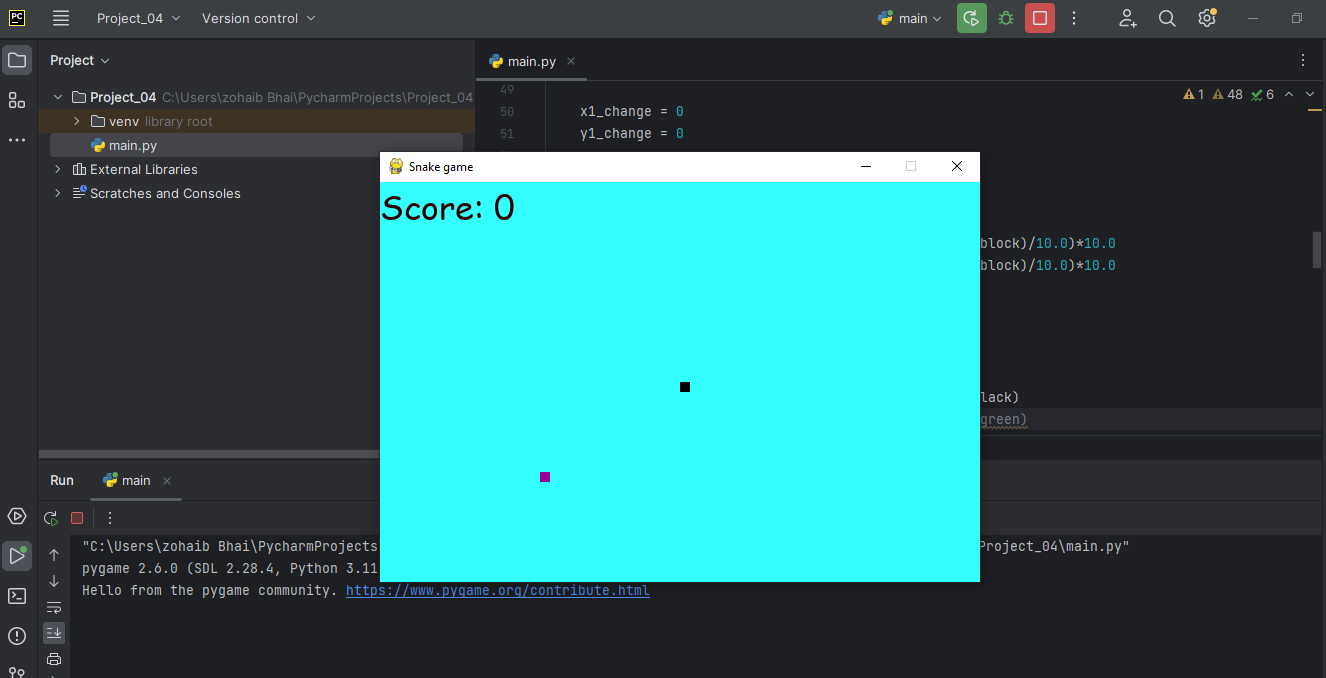 PC Project_04 Version control main
Project
main.py
Project_04 C:\Users\zohaib Bhai\PycharmProjects\Project_04
venv library root
main.py
External Libraries
Scratches and Consoles
1 48 6
49
50 x1_change = 0
51 y1_change = 0
block)/10.0)*10.0
block)/10.0)*10.0
lack)
green)
Snake game
Score: 0
Run main
"C:\Users\zohaib Bhai\PycharmProjects Project_04\main.py"
pygame 2.6.0 (SDL 2.28.4, Python 3.11
Hello from the pygame community. https://www.pygame.org/contribute.html